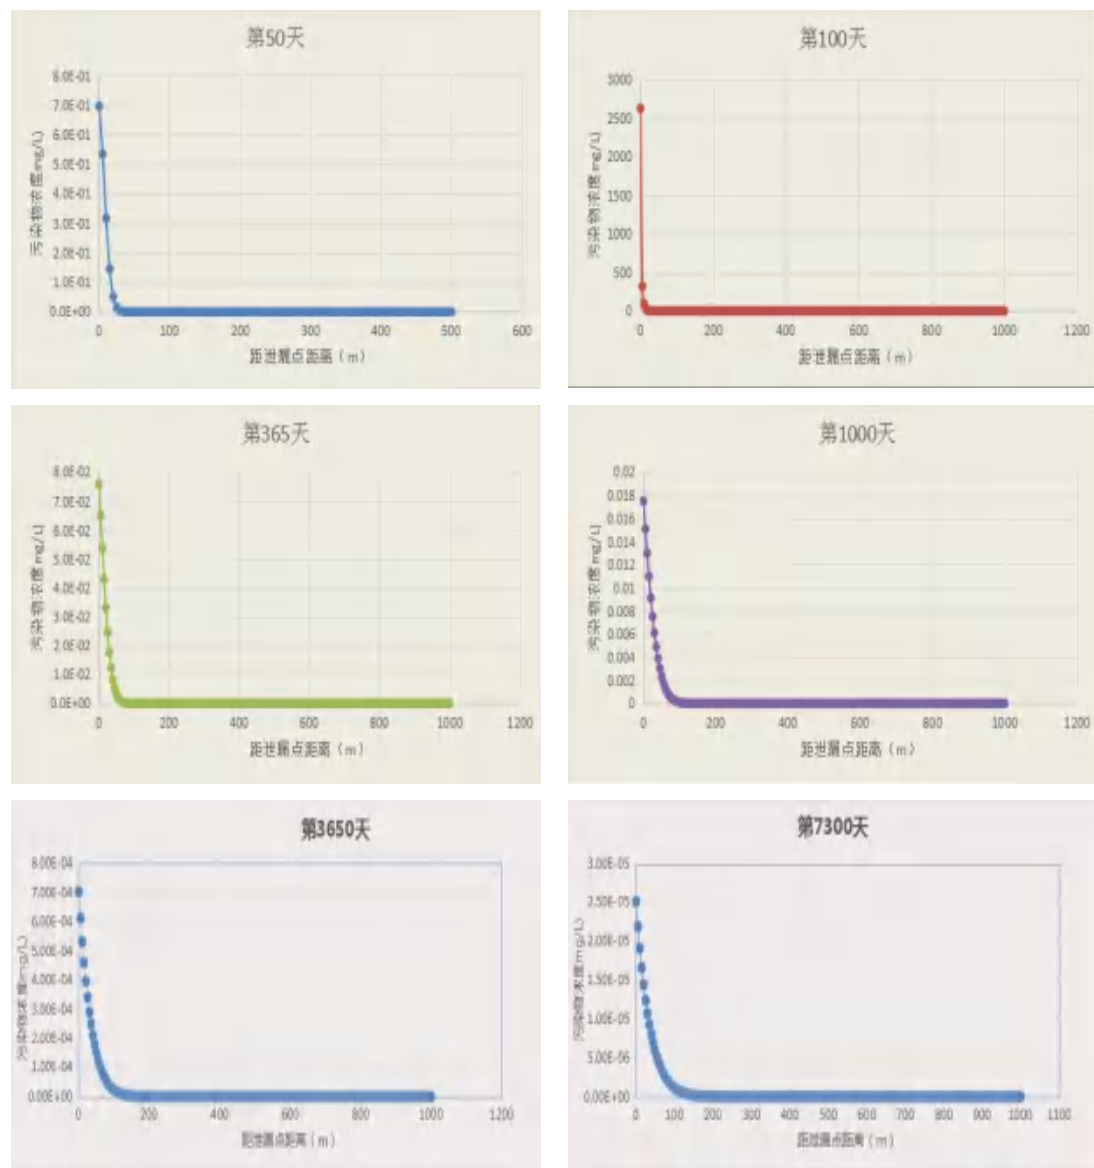 第50天
污染物浓度mg/L)
8.0E-01
7.0E-01
6.0E-01
5.0E-01
4.0E-01
3.0E-01
2.0E-01
1.0E-01
0.0E+00
0 100 200 300 400 500 600
距泄漏点距离（m）
第100天
污染物浓度mg/L)
3000
2500
2000
1500
1000
500
0
0 200 400 600 800 1000 1200
距泄漏点距离（m）
第365天
污染物浓度mg/L)
8.0E-02
7.0E-02
6.0E-02
5.0E-02
4.0E-02
3.0E-02
2.0E-02
1.0E-02
0.0E+00
0 200 400 600 800 1000 1200
距泄漏点距离（m）
第1000天
污染物浓度mg/L)
0.02
0.018
0.016
0.014
0.012
0.01
0.008
0.006
0.004
0.002
0
0 200 400 600 800 1000 1200
距泄漏点距离（m）
第3650天
污染物浓度mg/L)
8.00E-04
7.00E-04
6.00E-04
5.00E-04
4.00E-04
3.00E-04
2.00E-04
1.00E-04
0.00E+00
0 200 400 600 800 1000 1200
距泄漏点距离（m）
第7300天
污染物浓度mg/L)
3.00E-05
2.50E-05
2.00E-05
1.50E-05
1.00E-05
5.00E-06
0.00E+00
0 100 200 300 400 500 600 700 800 900 1000 1100
距泄漏点距离（m）